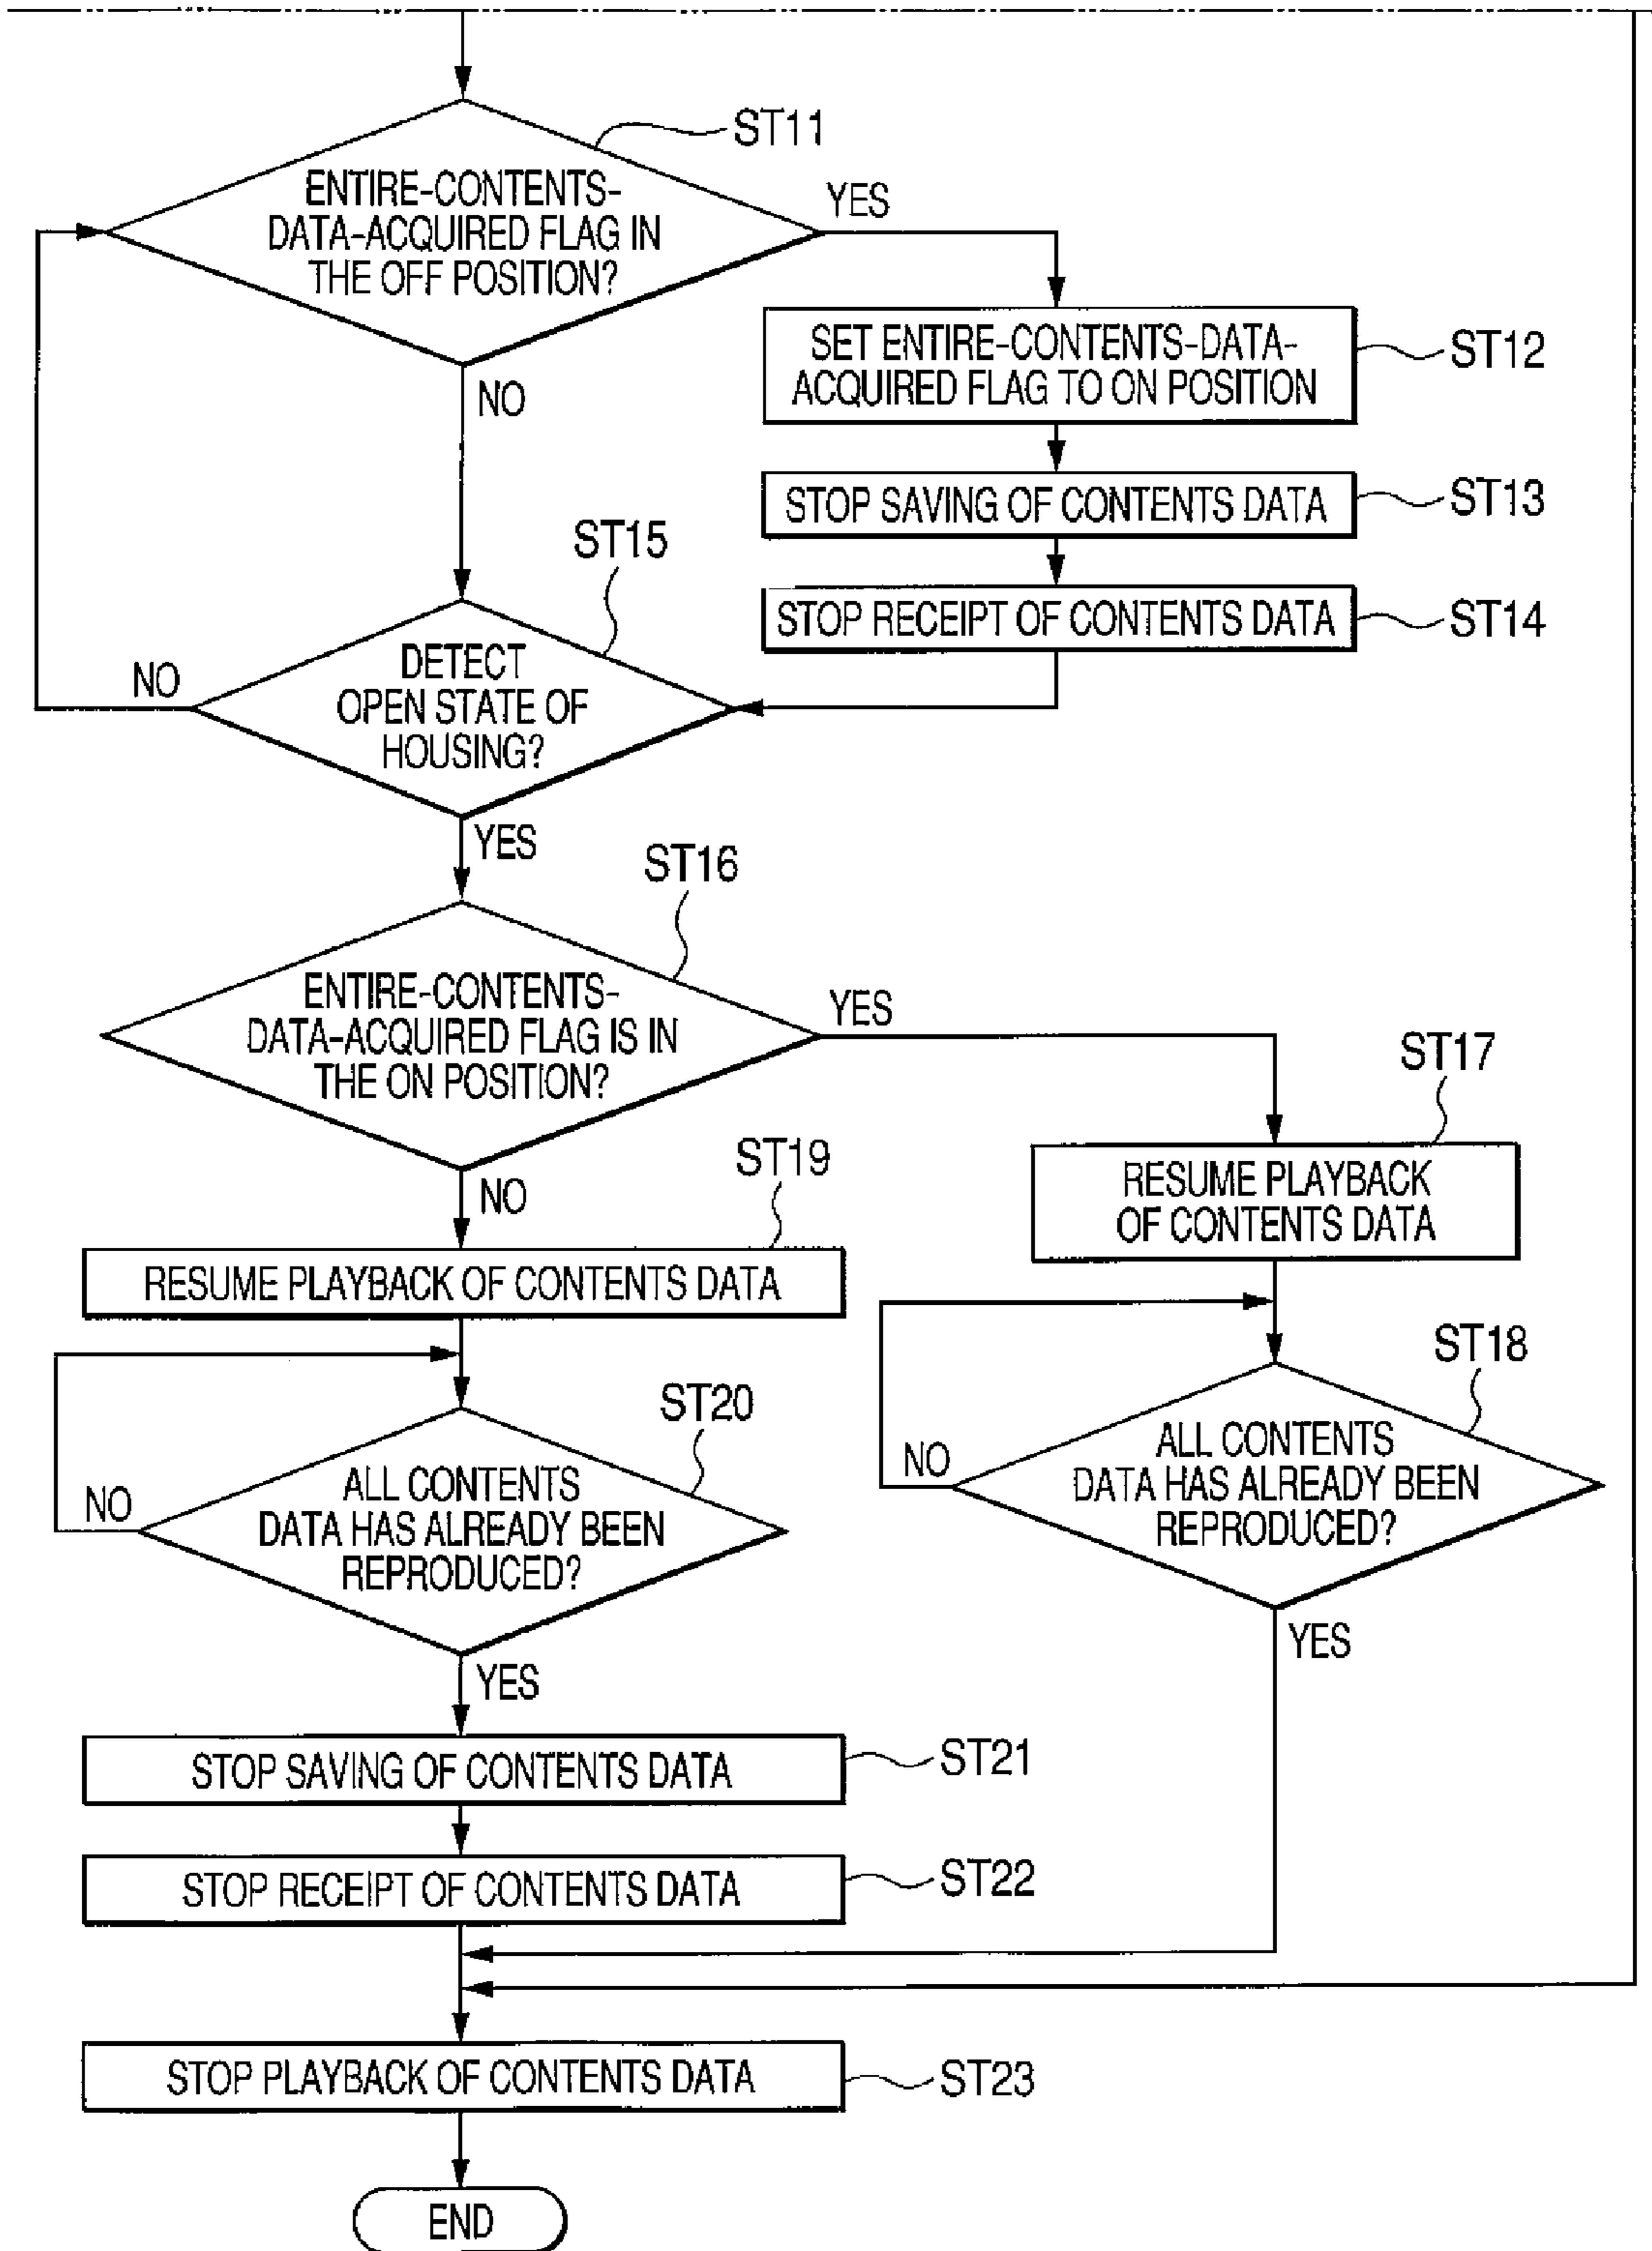 ST11
ENTIRE-CONTENTS-
DATA-ACQUIRED FLAG IN
THE OFF POSITION?
YES
NO
SET ENTIRE-CONTENTS-DATA-
ACQUIRED FLAG TO ON POSITION
ST12
STOP SAVING OF CONTENTS DATA
ST13
STOP RECEIPT OF CONTENTS DATA
ST14
ST15
DETECT
OPEN STATE OF
HOUSING?
NO
YES
ST16
ENTIRE-CONTENTS-
DATA-ACQUIRED FLAG IS IN
THE ON POSITION?
YES
NO
ST17
RESUME PLAYBACK
OF CONTENTS DATA
ST19
RESUME PLAYBACK OF CONTENTS DATA
ST18
ALL CONTENTS
DATA HAS ALREADY BEEN
REPRODUCED?
NO
YES
ST20
ALL CONTENTS
DATA HAS ALREADY BEEN
REPRODUCED?
NO
YES
STOP SAVING OF CONTENTS DATA
ST21
STOP RECEIPT OF CONTENTS DATA
ST22
STOP PLAYBACK OF CONTENTS DATA
ST23
END